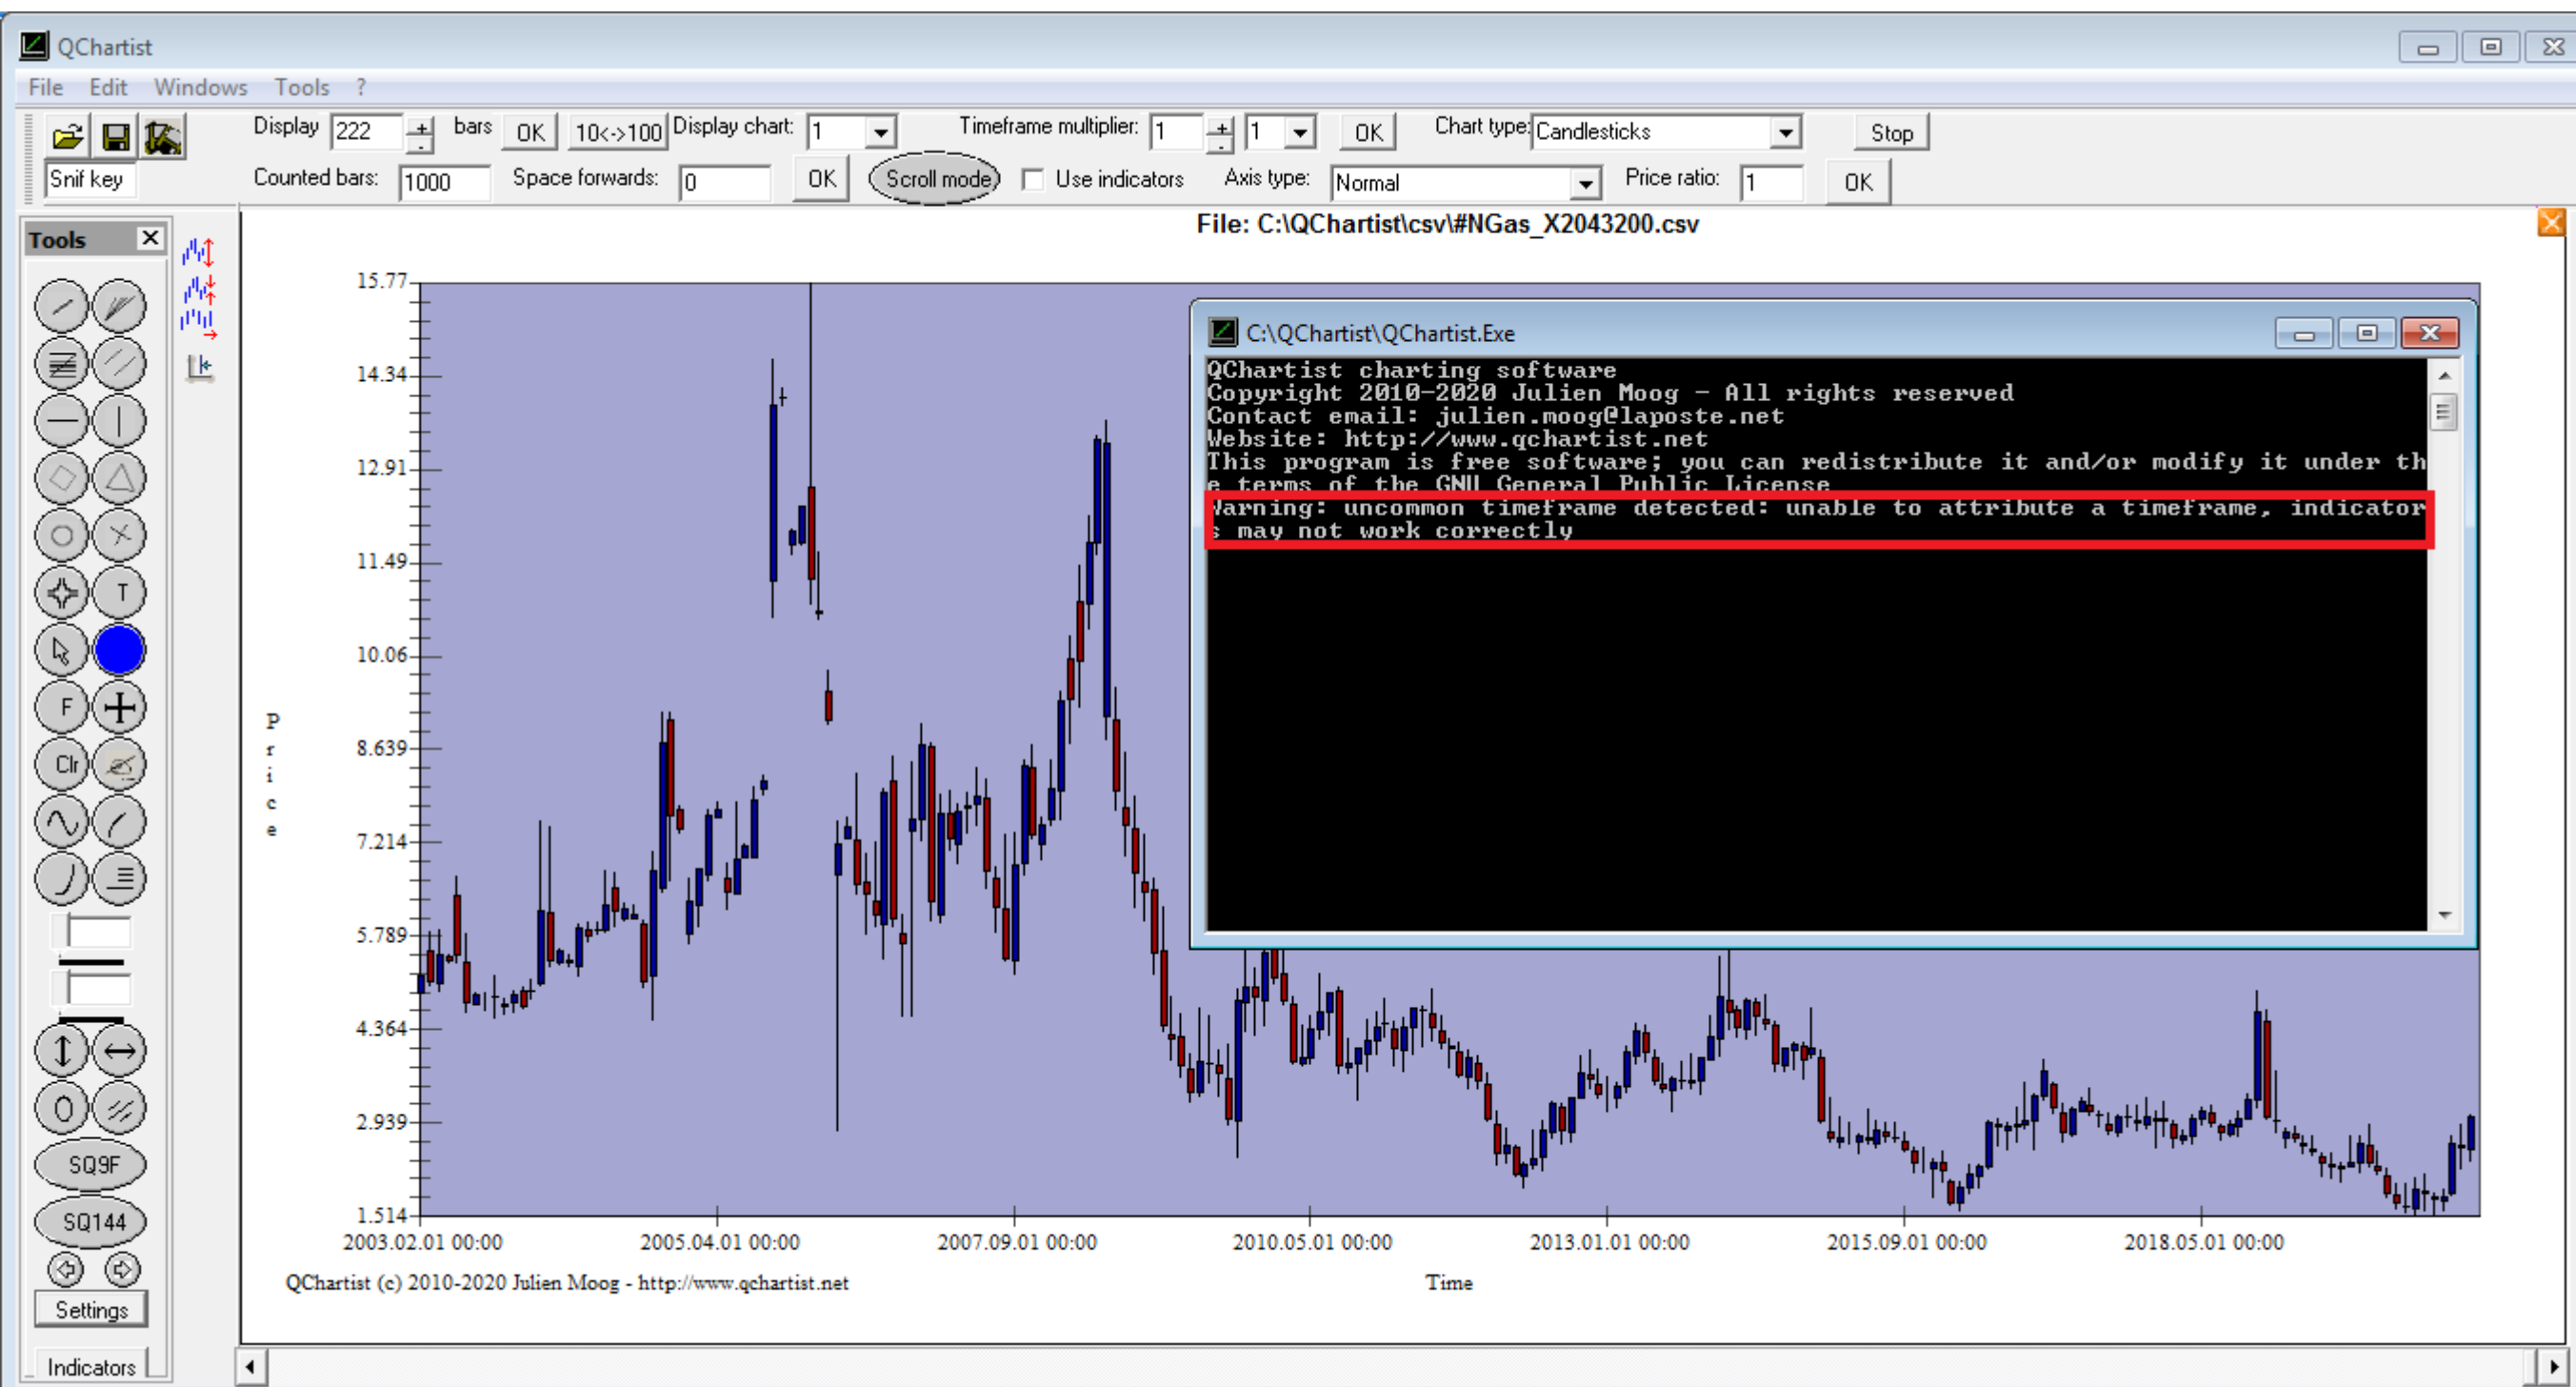 QChartist
File Edit Windows Tools ?
Display 222 bars OK 10<->100 Display chart: 1 Timeframe multiplier: 1 1 OK Chart type: Candlesticks Stop
Snif key Counted bars: 1000 Space forwards: 0 OK Scroll mode Use indicators Axis type: Normal Price ratio: 1 OK
Tools
File: C:\QChartist\csv\#NGas_X2043200.csv
15.77
14.34
12.91
11.49
10.06
8.639
7.214
5.789
4.364
2.939
1.514
Price
C:\QChartist\QChartist.Exe
QChartist charting software
Copyright 2010-2020 Julien Moog - All rights reserved
Contact email: julien.moog@laposte.net
Website: http://www.qchartist.net
This program is free software; you can redistribute it and/or modify it under th
e terms of the GNU General Public License
Warning: uncommon timeframe detected: unable to attribute a timeframe, indicator
s may not work correctly
T
F
Clr
SQ9F
SQ144
Settings
Indicators
2003.02.01 00:00 2005.04.01 00:00 2007.09.01 00:00 2010.05.01 00:00 2013.01.01 00:00 2015.09.01 00:00 2018.05.01 00:00
QChartist (c) 2010-2020 Julien Moog - http://www.qchartist.net Time